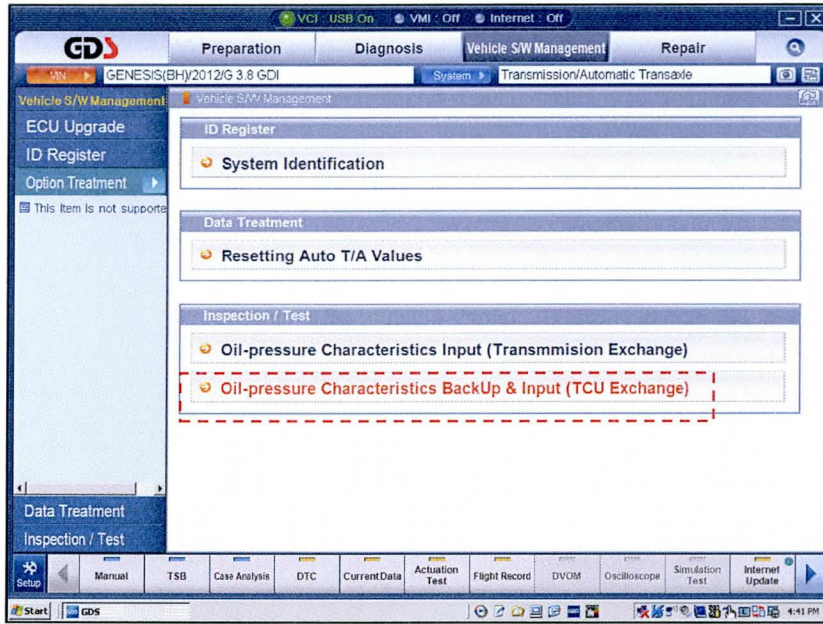 VCI : USB On VMI : Off Internet : Off
GDS Preparation Diagnosis Vehicle S/W Management Repair
VIN GENESIS(BH)/2012/G 3.8 GDI System Transmission/Automatic Transaxle
Vehicle S/W Management
Vehicle S/W Management
ECU Upgrade
ID Register
Option Treatment
This Item is not supporte
ID Register
System Identification
Data Treatment
Resetting Auto T/A Values
Inspection / Test
Oil-pressure Characteristics Input (Transmmision Exchange)
Oil-pressure Characteristics BackUp & Input (TCU Exchange)
Data Treatment
Inspection / Test
Setup Manual TSB Case Analysis DTC Current Data Actuation Test Flight Record DVOM Oscilloscope Simulation Test Internet Update
Start GDS 4:41 PM